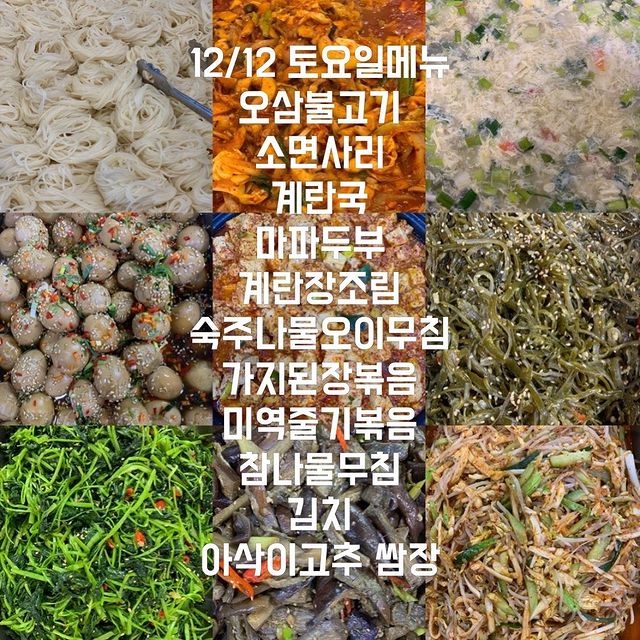 12/12 토요일메뉴
오삼불고기
소면사리
계란국
마파두부
계란장조림
숙주나물오이무침
가지된장볶음
미역줄기볶음
참나물무침
김치
아삭이고추 쌈장